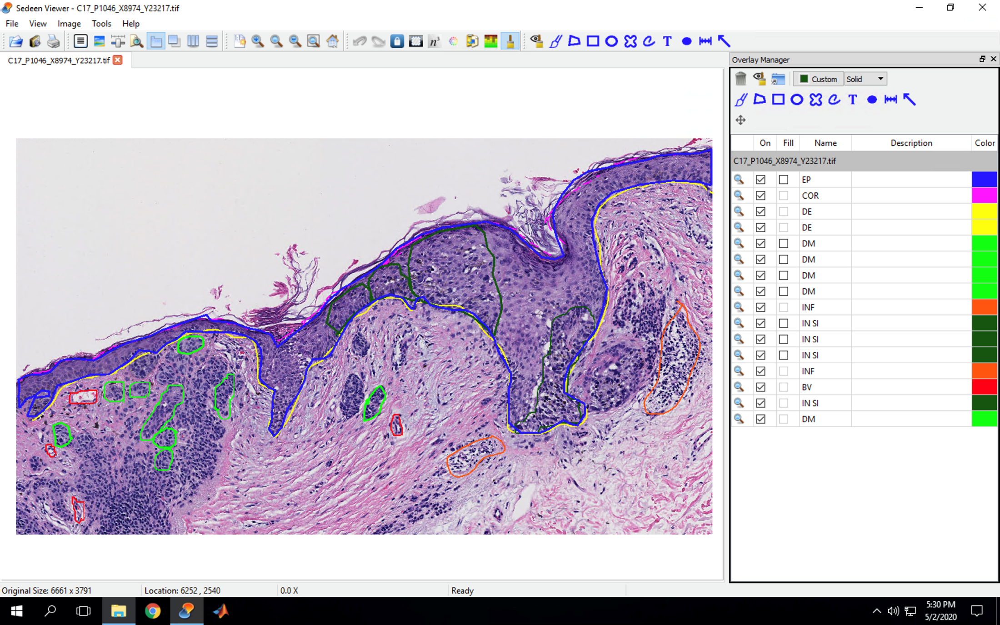 Sedeen Viewer - C17_P1046_X8974_Y23217.tif
File View Image Tools Help
1:1 n³ T
C17_P1046_X8974_Y23217.tif
Overlay Manager
Custom Solid
T
On Fill Name Description Color
C17_P1046_X8974_Y23217.tif
EP
COR
DE
DE
DM
DM
DM
DM
INF
IN SI
IN SI
IN SI
INF
BV
IN SI
DM
Original Size: 6661 x 3791 Location: 6252 , 2540 0.0 X Ready
5:30 PM
5/2/2020